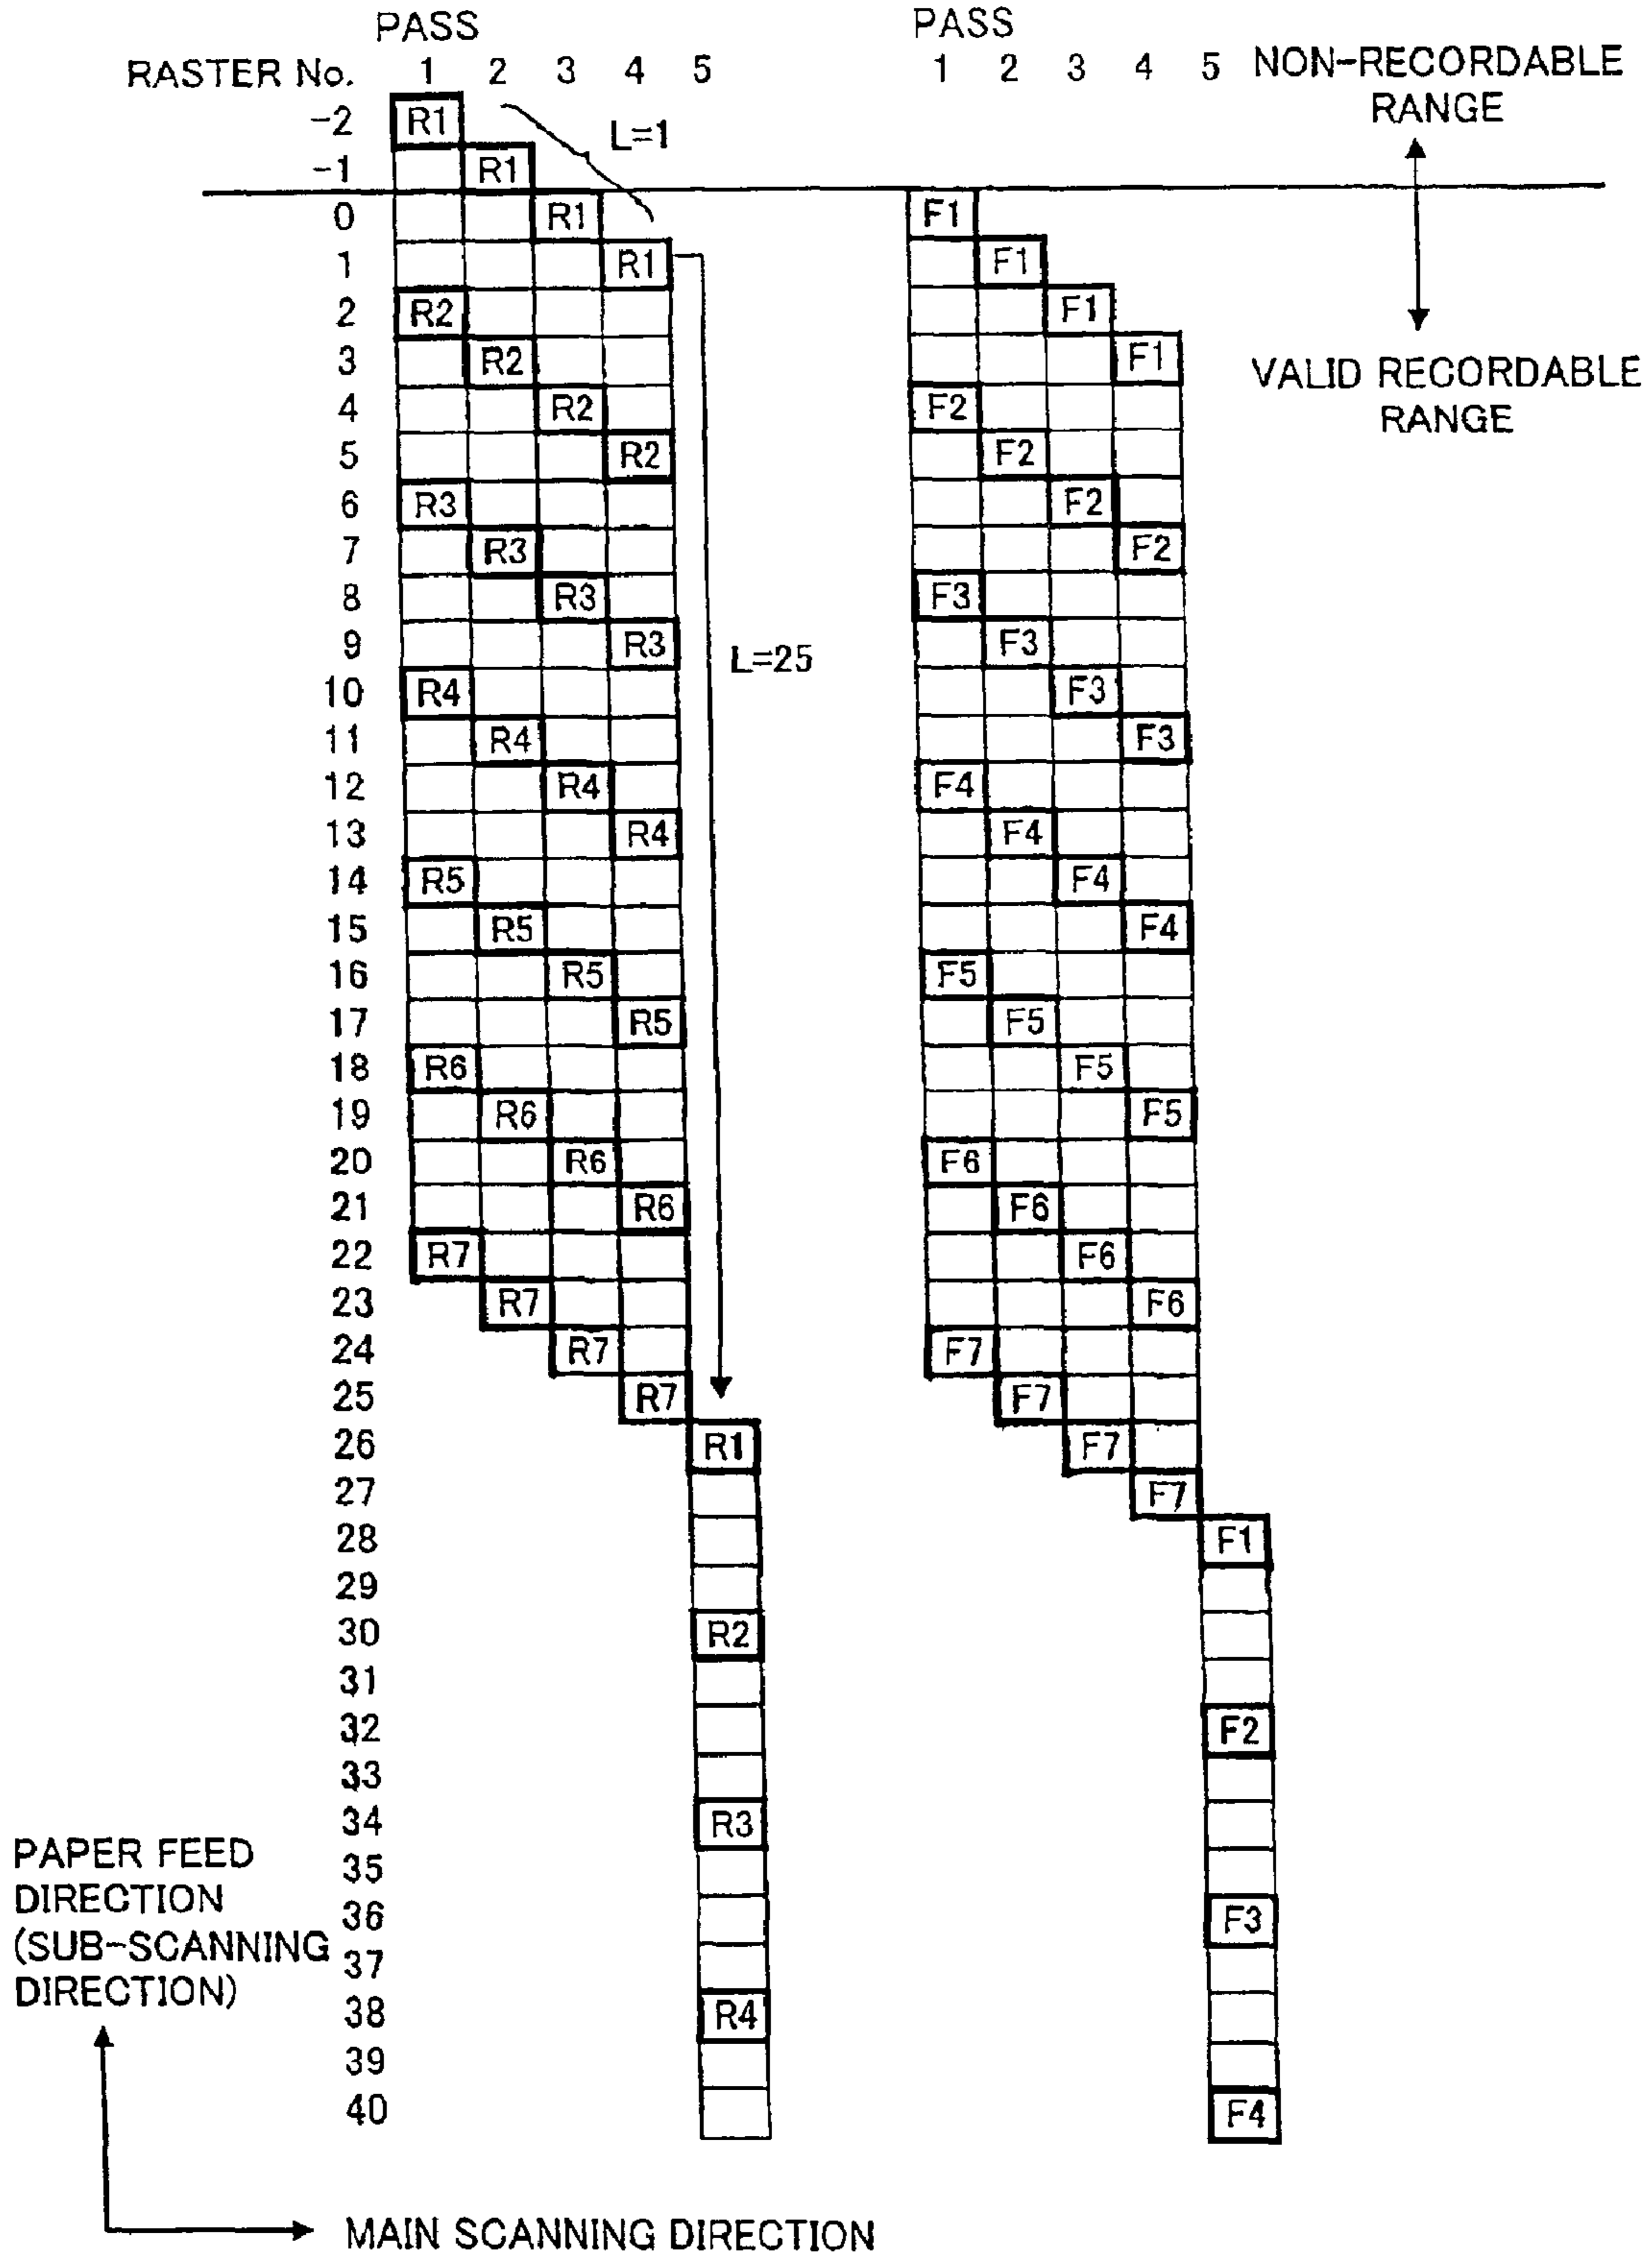 PASS PASS
RASTER No. 1 2 3 4 5 1 2 3 4 5 NON-RECORDABLE
RANGE
-2 R1
L=1
-1 R1
0 R1 F1
1 R1 F1
2 R2 F1
3 R2 F1
VALID RECORDABLE
RANGE
4 R2 F2
5 R2 F2
6 R3 F2
7 R3 F2
8 R3 F3
9 R3 F3
L=25
10 R4 F3
11 R4 F3
12 R4 F4
13 R4 F4
14 R5 F4
15 R5 F4
16 R5 F5
17 R5 F5
18 R6 F5
19 R6 F5
20 R6 F6
21 R6 F6
22 R7 F6
23 R7 F6
24 R7 F7
25 R7 F7
26 R1 F7
27 F7
28 F1
29
30 R2
31
32 F2
33
34 R3
35
36 F3
37
38 R4
39
40 F4
PAPER FEED
DIRECTION
(SUB-SCANNING
DIRECTION)
MAIN SCANNING DIRECTION